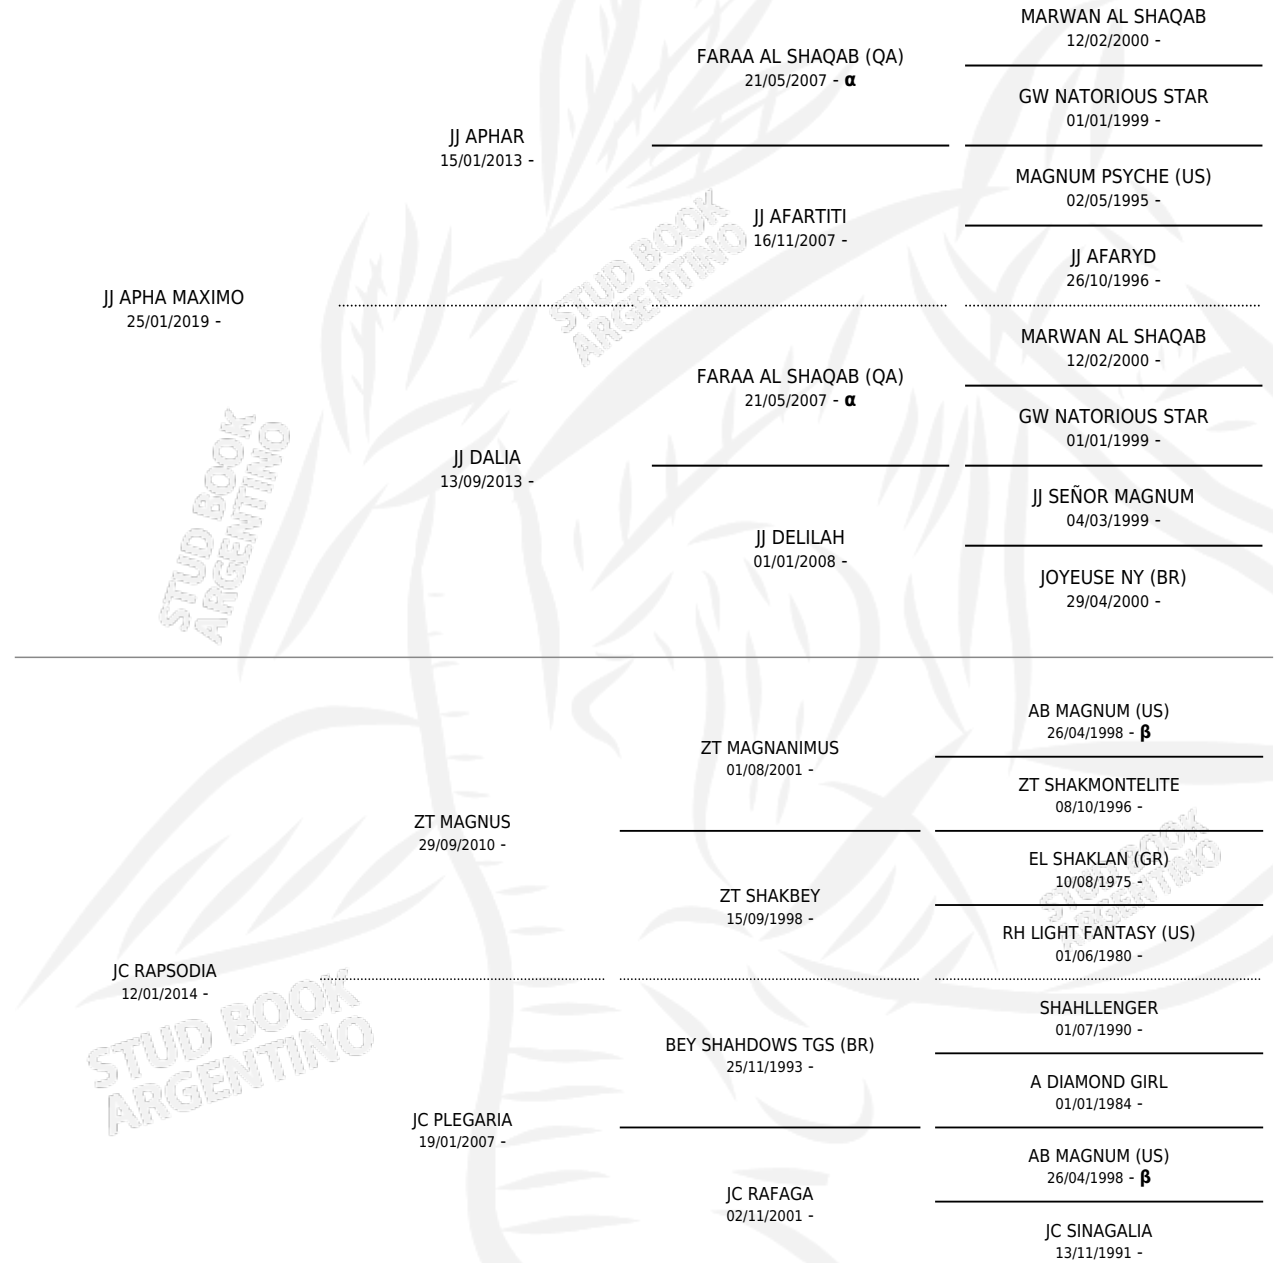 MARWAN AL SHAQAB
12/02/2000 -
FARAA AL SHAQAB (QA)
21/05/2007 - α
GW NATORIOUS STAR
01/01/1999 -
JJ APHAR
15/01/2013 -
MAGNUM PSYCHE (US)
02/05/1995 -
JJ AFARTITI
16/11/2007 -
JJ AFARYD
26/10/1996 -
JJ APHA MAXIMO
25/01/2019 -
MARWAN AL SHAQAB
12/02/2000 -
FARAA AL SHAQAB (QA)
21/05/2007 - α
GW NATORIOUS STAR
01/01/1999 -
JJ DALIA
13/09/2013 -
JJ SEÑOR MAGNUM
04/03/1999 -
JJ DELILAH
01/01/2008 -
JOYEUSE NY (BR)
29/04/2000 -
AB MAGNUM (US)
26/04/1998 - β
ZT MAGNANIMUS
01/08/2001 -
ZT SHAKMONTELITE
08/10/1996 -
ZT MAGNUS
29/09/2010 -
EL SHAKLAN (GR)
10/08/1975 -
ZT SHAKBEY
15/09/1998 -
RH LIGHT FANTASY (US)
01/06/1980 -
JC RAPSODIA
12/01/2014 -
SHAHLLENGER
01/07/1990 -
BEY SHAHDOWS TGS (BR)
25/11/1993 -
A DIAMOND GIRL
01/01/1984 -
JC PLEGARIA
19/01/2007 -
AB MAGNUM (US)
26/04/1998 - β
JC RAFAGA
02/11/2001 -
JC SINAGALIA
13/11/1991 -
STUD BOOK
ARGENTINO
STUD BOOK
ARGENTINO
STUD BOOK
ARGENTINO
STUD BOOK
ARGENTINO